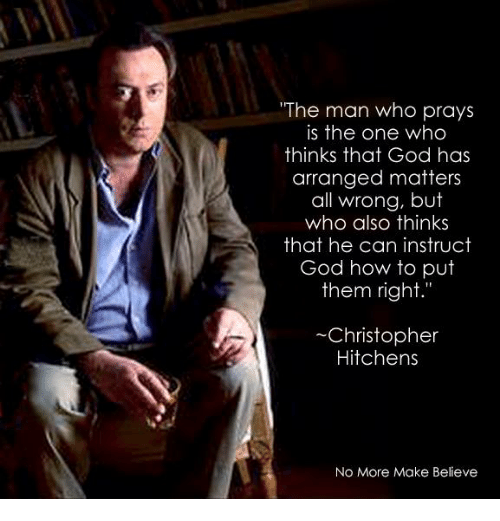 "The man who prays
is the one who
thinks that God has
arranged matters
all wrong, but
who also thinks
that he can instruct
God how to put
them right."
~Christopher
Hitchens
No More Make Believe